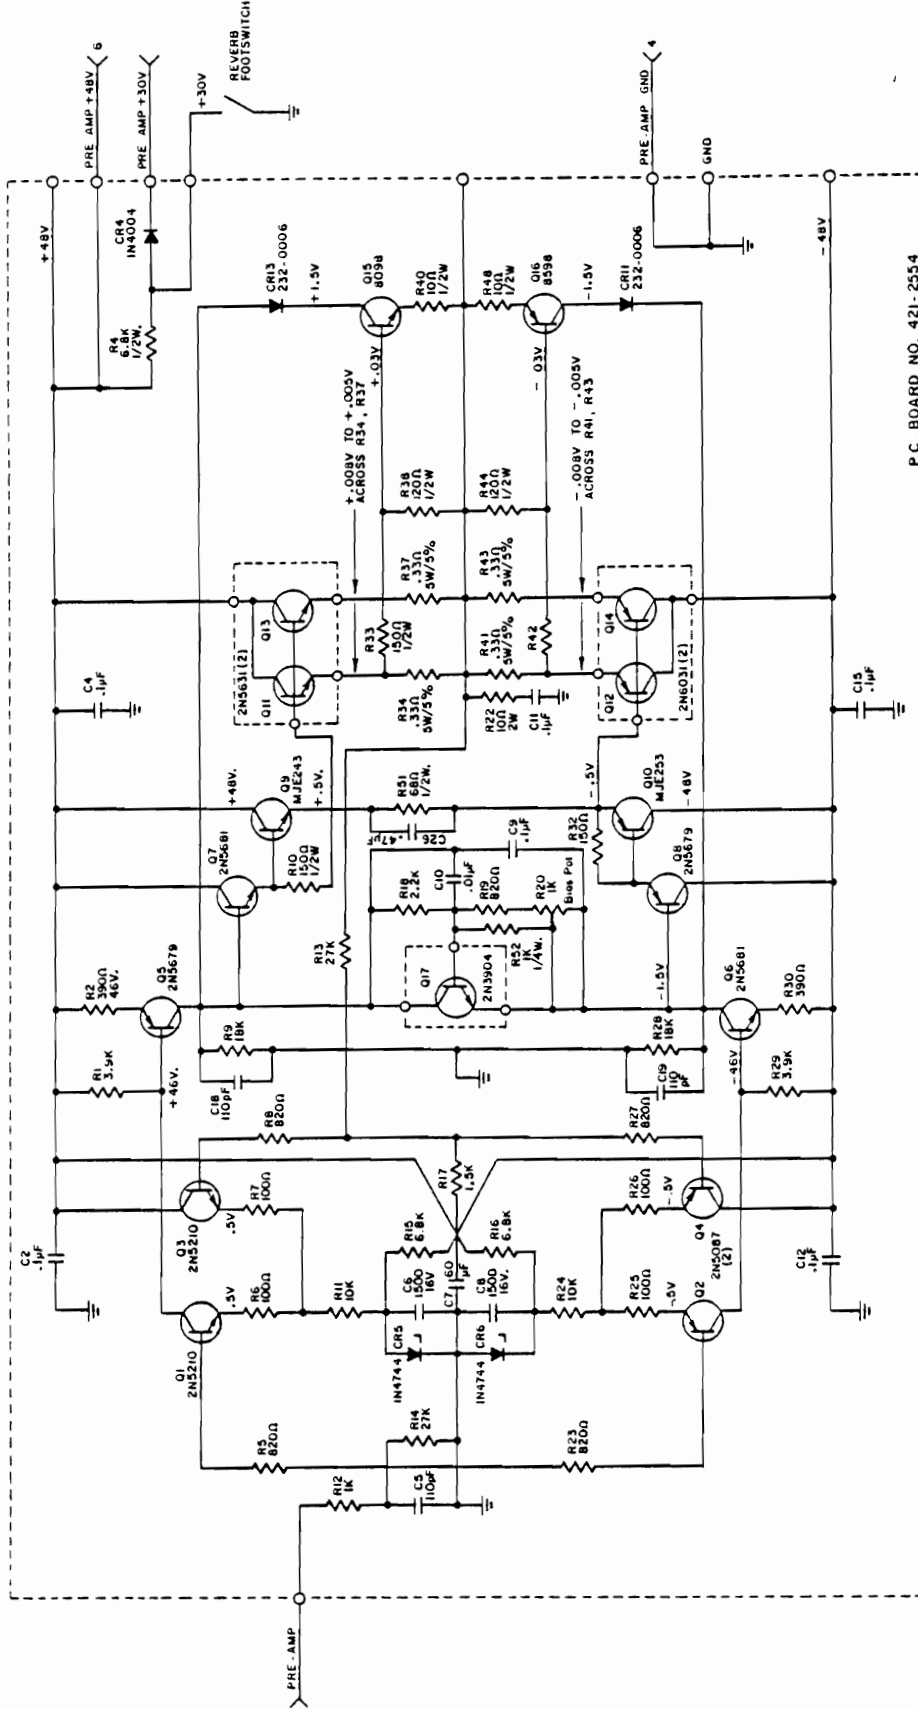 PRE-AMP
R12
1K
C5
110pF
R14
27K
R5
820Ω
R23
820Ω
Q1
2N5210
Q3
2N5210
.5V
.5V
R6
100Ω
R7
100Ω
R11
10K
R15
6.8K
C6
1500
16V
CR5
1N4744
C7
60
µF
C8
1500
16V.
CR6
1N4744
R16
6.8K
R17
1.5K
R24
10K
R25
100Ω
R26
100Ω
-.5V
-.5V
Q2
Q4
2N5087
(2)
C2
.1µF
C12
.1µF
R8
820Ω
R27
820Ω
R1
3.9K
R2
390Ω
46V.
+46V.
Q5
2N5679
C18
110pF
R9
18K
C19
110
pF
R28
18K
-46V
R29
3.9K
R30
390Ω
Q6
2N5681
R13
27K
Q17
2N3904
R18
2.2K
C10
.01µF
R19
820Ω
R20
1K
Bias Pot
R52
1K
1/4W.
C9
.1µF
Q7
2N5681
R10
150Ω
1/2W
Q9
MJE243
+48V.
+.5V.
R51
68Ω
1/2W.
C26
.47µF
R32
150Ω
-.5V
-1.5V
Q8
2N5679
Q10
MJE253
-48V
C4
.1µF
C15
.1µF
2N5631(2)
Q11
Q13
R33
150Ω
1/2W
R34
.33Ω
5W/5%
R37
.33Ω
5W/5%
R38
120Ω
1/2W
R41
.33Ω
5W/5%
R43
.33Ω
5W/5%
R44
120Ω
1/2W
R42
R22
10Ω
2W
C11
.1µF
Q12
Q14
2N6031(2)
+.008V TO +.005V
ACROSS R34, R37
-.008V TO -.005V
ACROSS R41, R43
+.03V
-.03V
CR13
232-0006
+1.5V
Q15
8098
R40
10Ω
1/2W
R48
10Ω
1/2W
Q16
8598
-1.5V
CR11
232-0006
R4
6.8K
1/2W.
CR4
1N4004
+48V
PRE AMP +48V
6
PRE AMP +30V
+30V
REVERB
FOOTSWITCH
PRE-AMP GND
4
GND
-48V
P.C. BOARD NO. 421-2554